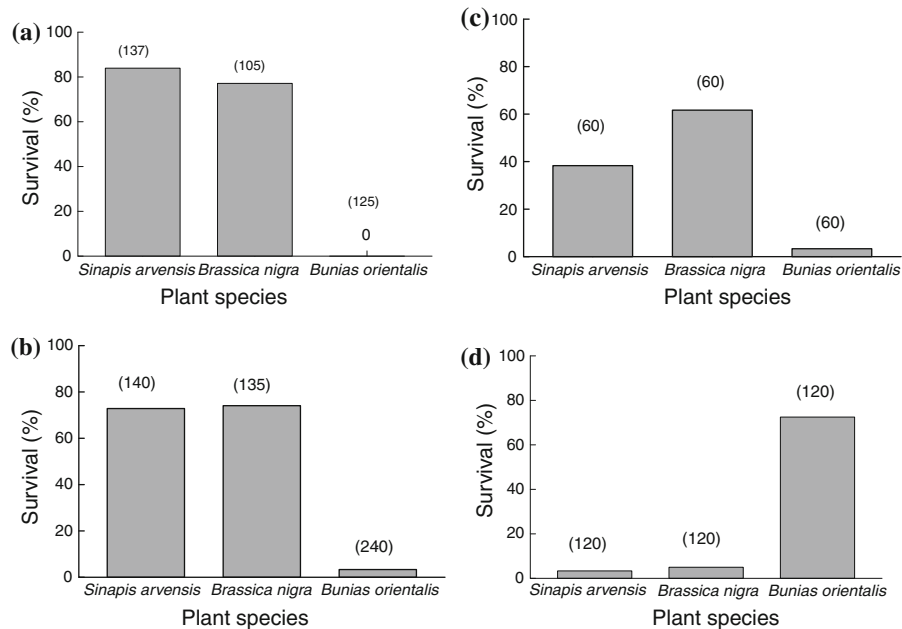 (a)
100
80
60
40
20
0
Survival (%)
(137)
(105)
(125)
0
Sinapis arvensis Brassica nigra Bunias orientalis
Plant species
(b)
100
80
60
40
20
0
Survival (%)
(140)
(135)
(240)
Sinapis arvensis Brassica nigra Bunias orientalis
Plant species
(c)
100
80
60
40
20
0
Survival (%)
(60)
(60)
(60)
Sinapis arvensis Brassica nigra Bunias orientalis
Plant species
(d)
100
80
60
40
20
0
Survival (%)
(120)
(120)
(120)
Sinapis arvensis Brassica nigra Bunias orientalis
Plant species